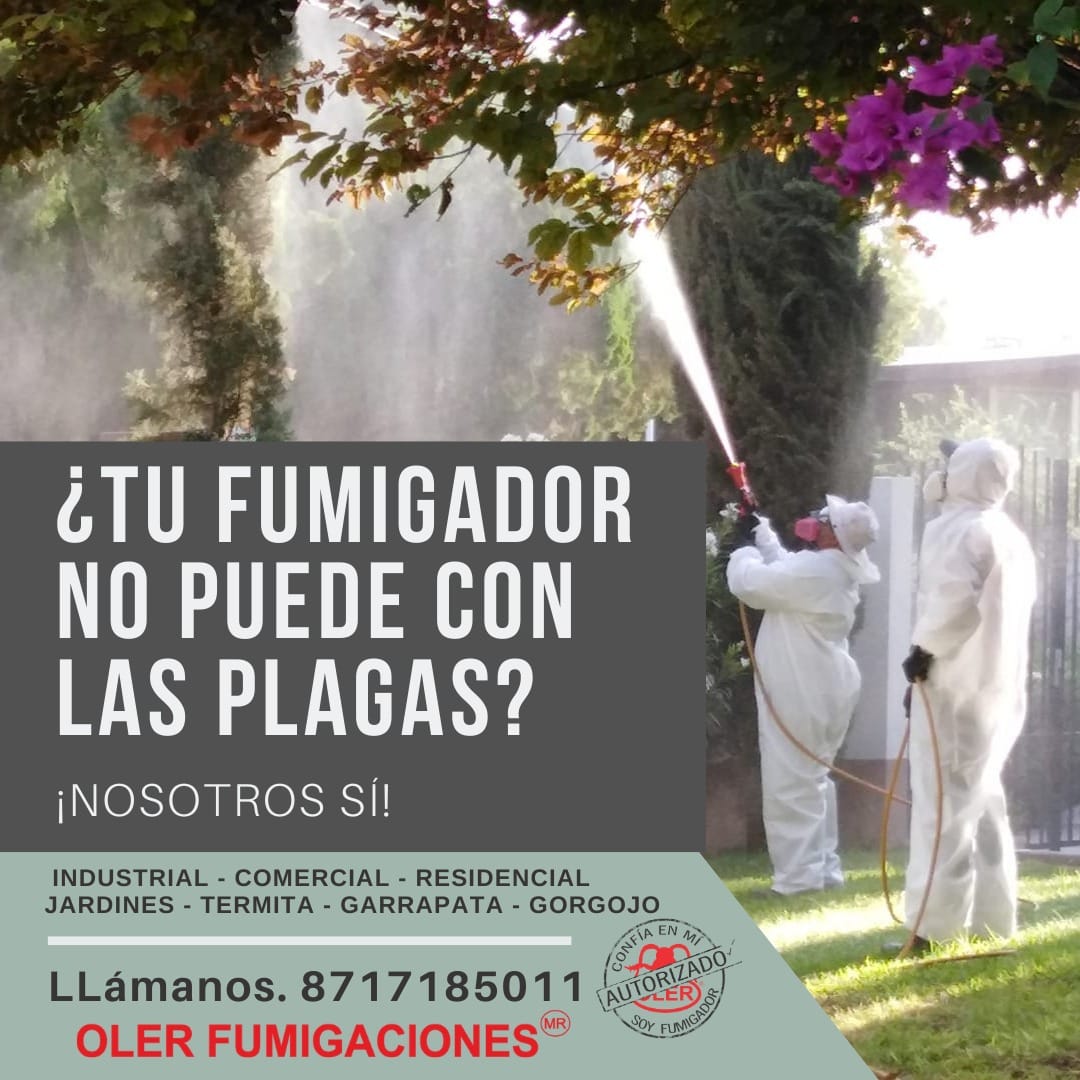 ¿TU FUMIGADOR
NO PUEDE CON
LAS PLAGAS?
¡NOSOTROS SÍ!
INDUSTRIAL - COMERCIAL - RESIDENCIAL
JARDINES - TERMITA - GARRAPATA - GORGOJO
LLámanos. 8717185011
OLER FUMIGACIONES MR
CONFÍA EN MÍ
AUTORIZADO
OLER
SOY FUMIGADOR